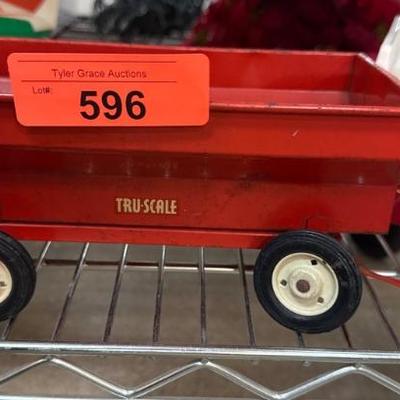 Tyler Grace Auctions
Lot#:
596
TRU-SCALE